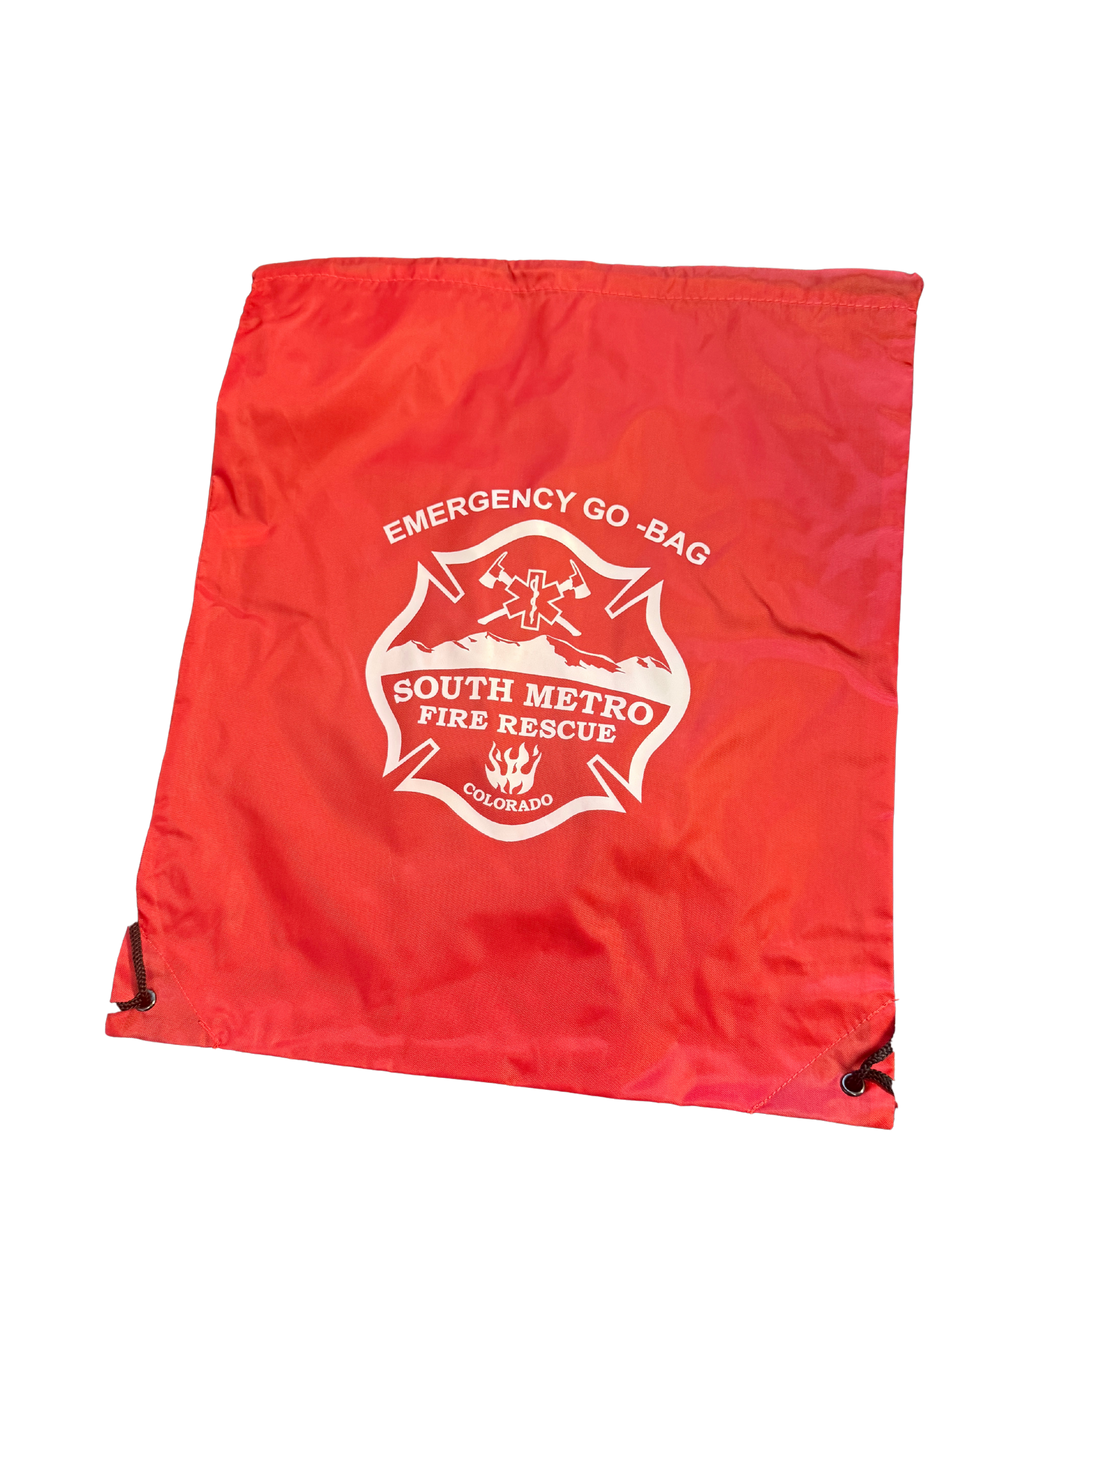 EMERGENCY GO -BAG
SOUTH METRO
FIRE RESCUE
COLORADO